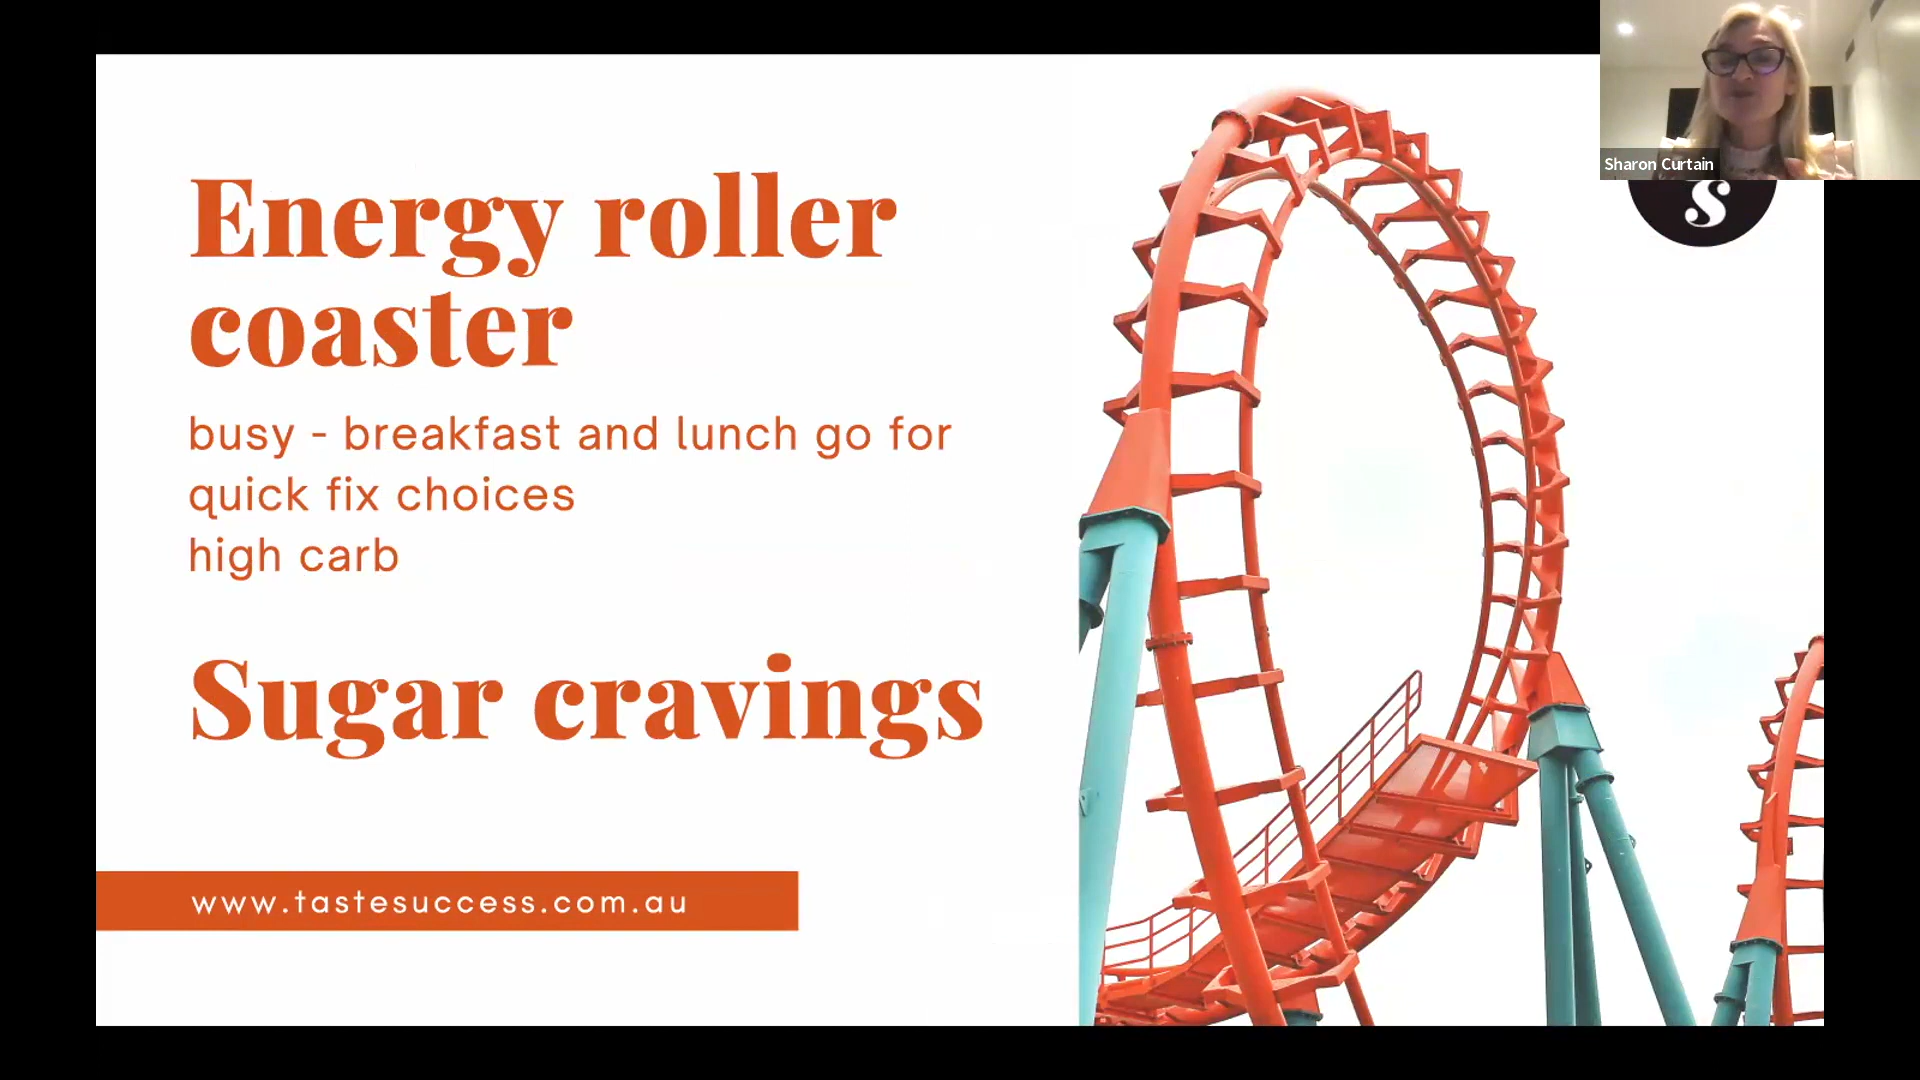 Energy roller
coaster
busy - breakfast and lunch go for
quick fix choices
high carb
Sugar cravings
www.tastesuccess.com.au
Sharon Curtain
s